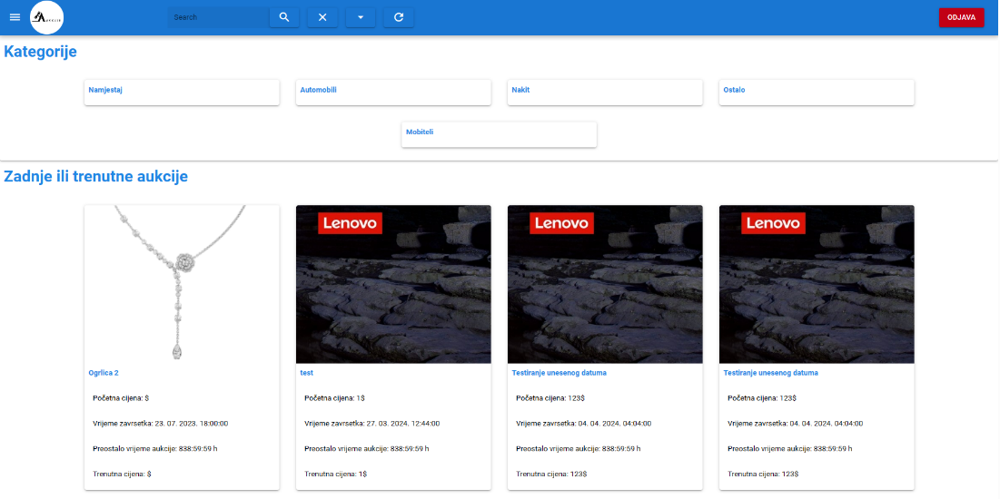 Aukcije
Search
ODJAVA
Kategorije
Namjestaj
Automobili
Nakit
Ostalo
Mobiteli
Zadnje ili trenutne aukcije
Lenovo
Lenovo
Lenovo
Ogrlica 2
Početna cijena: $
Vrijeme zavrsetka: 23. 07. 2023. 18:00:00
Preostalo vrijeme aukcije: 838:59:59 h
Trenutna cijena: $
test
Početna cijena: 1$
Vrijeme zavrsetka: 27. 03. 2024. 12:44:00
Preostalo vrijeme aukcije: 838:59:59 h
Trenutna cijena: 1$
Testiranje unesenog datuma
Početna cijena: 123$
Vrijeme zavrsetka: 04. 04. 2024. 04:04:00
Preostalo vrijeme aukcije: 838:59:59 h
Trenutna cijena: 123$
Testiranje unesenog datuma
Početna cijena: 123$
Vrijeme zavrsetka: 04. 04. 2024. 04:04:00
Preostalo vrijeme aukcije: 838:59:59 h
Trenutna cijena: 123$